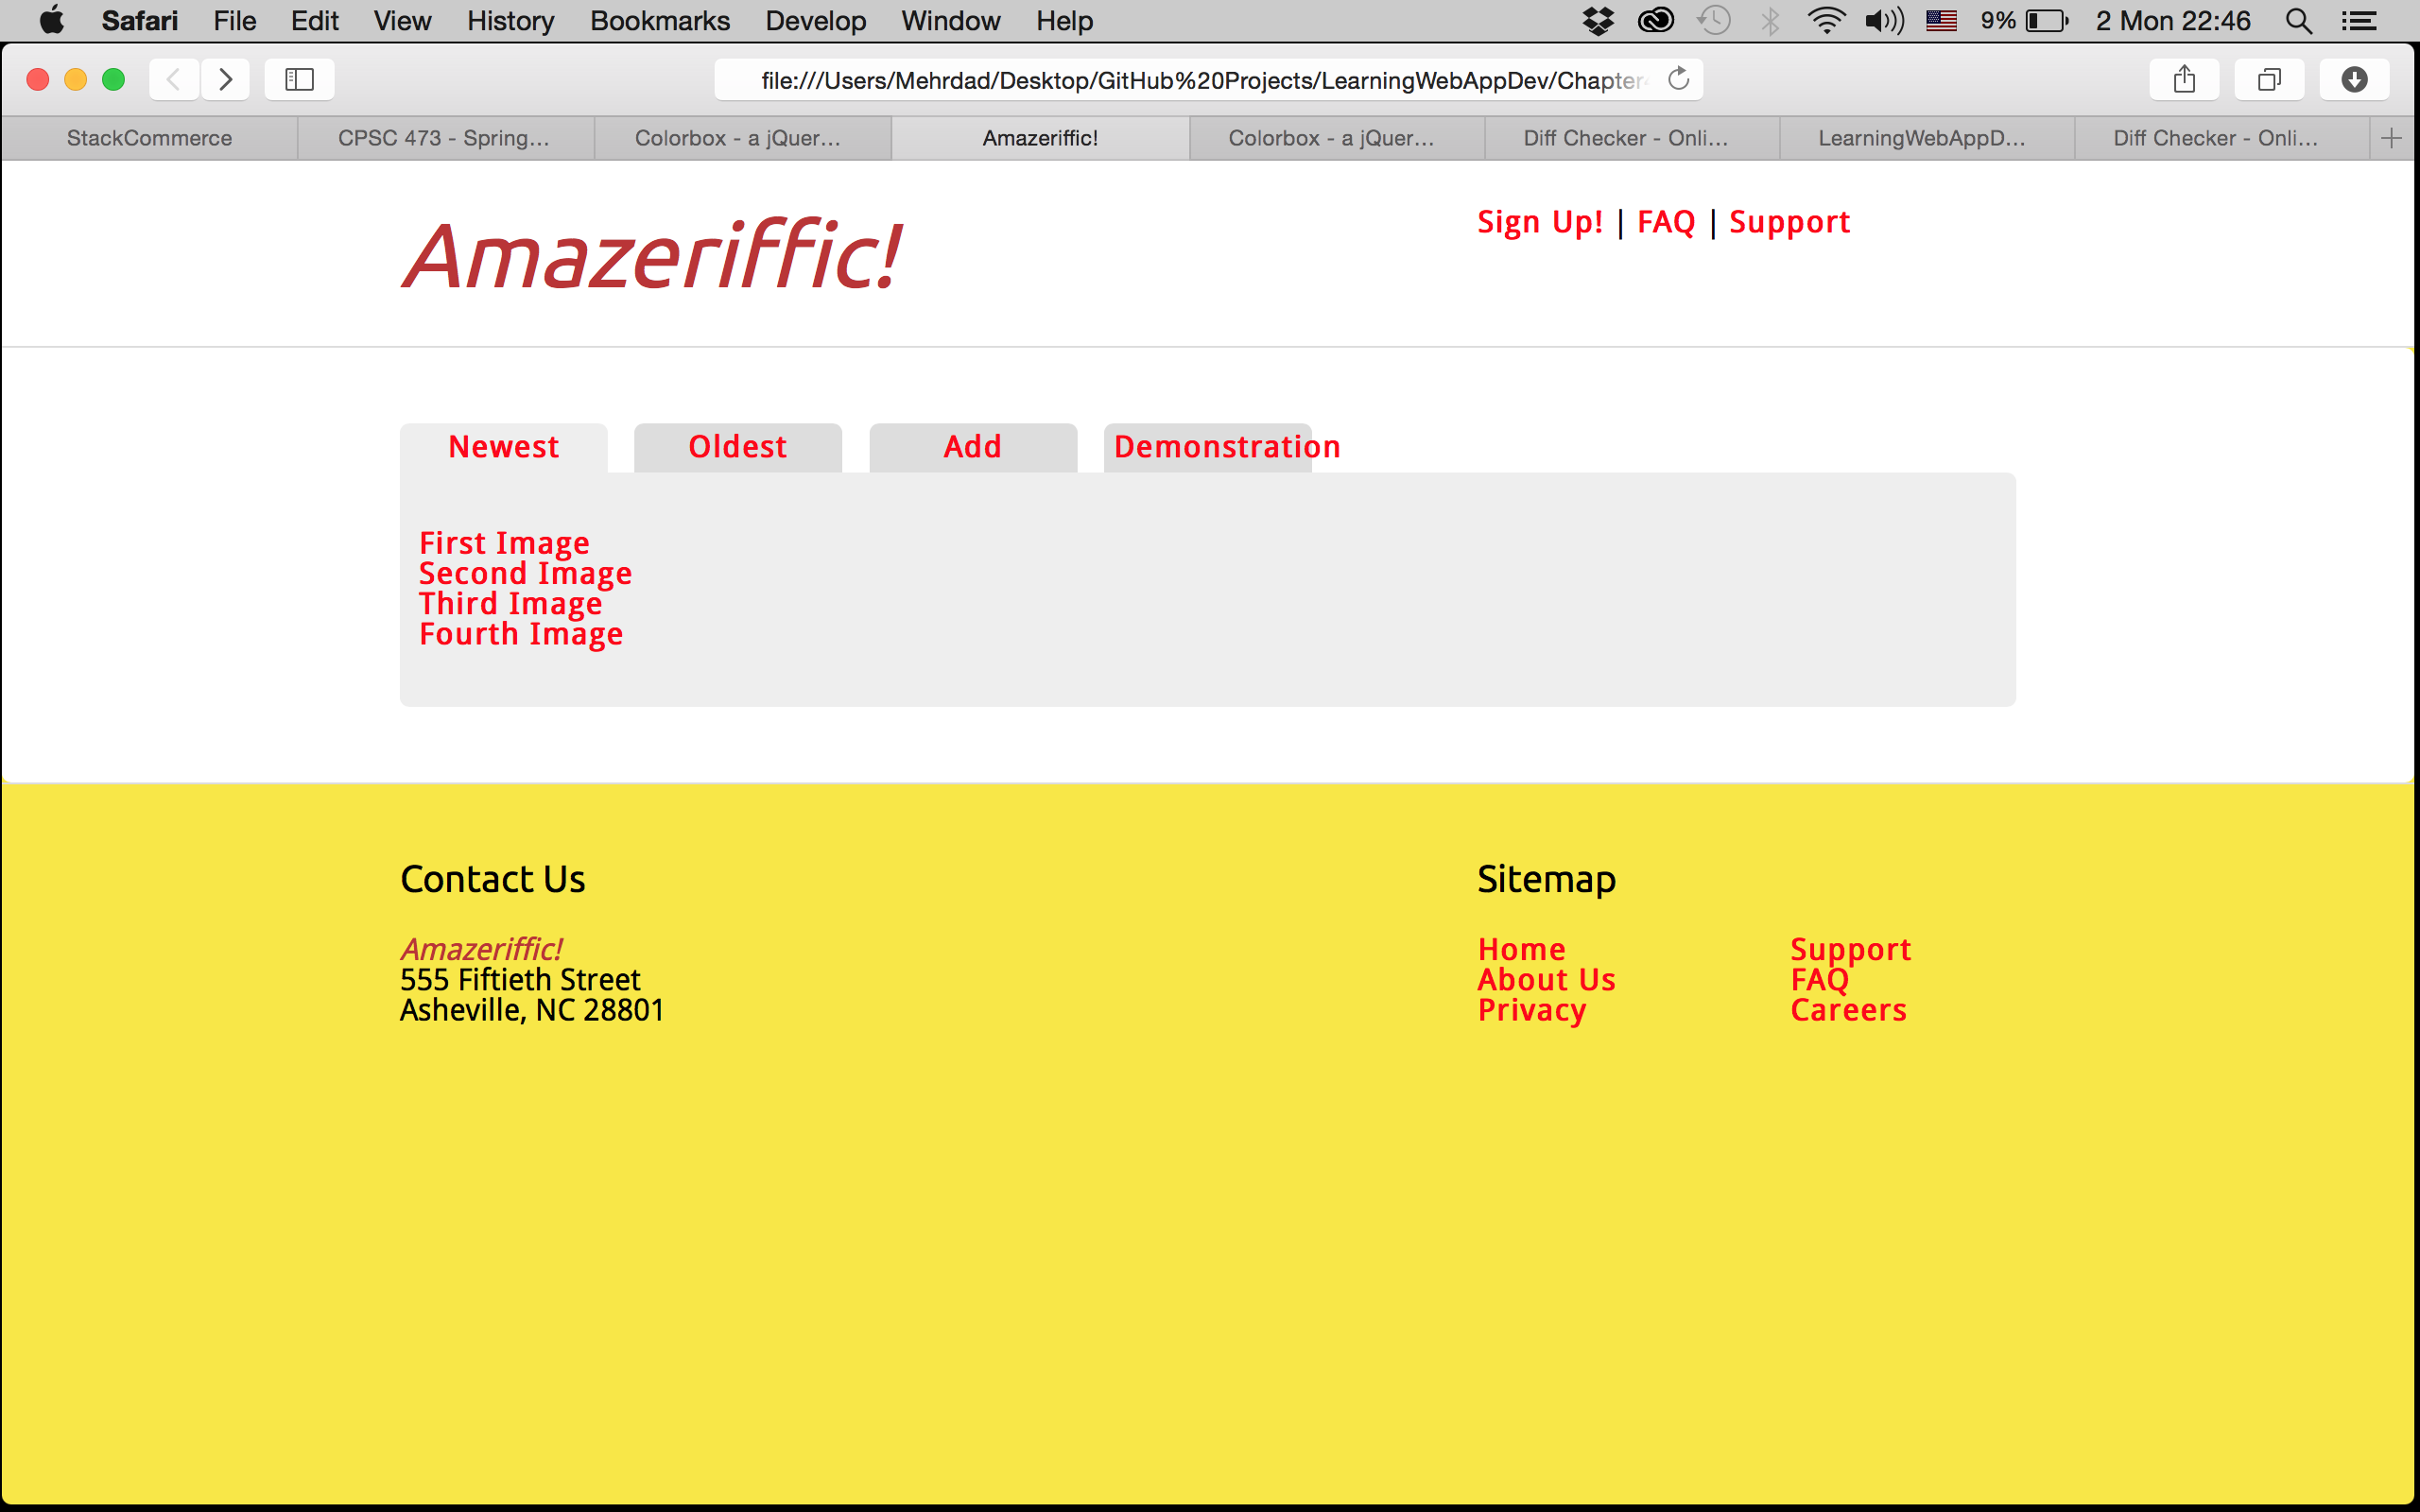 Safari File Edit View History Bookmarks Develop Window Help 9% 2 Mon 22:46
file:///Users/Mehrdad/Desktop/GitHub%20Projects/LearningWebAppDev/Chapter
StackCommerce CPSC 473 - Spring... Colorbox - a jQuer... Amazeriffic! Colorbox - a jQuer... Diff Checker - Onli... LearningWebAppD... Diff Checker - Onli...
Amazeriffic!
Sign Up! | FAQ | Support
Newest Oldest Add Demonstration
First Image
Second Image
Third Image
Fourth Image
Contact Us
Amazeriffic!
555 Fiftieth Street
Asheville, NC 28801
Sitemap
Home
About Us
Privacy
Support
FAQ
Careers